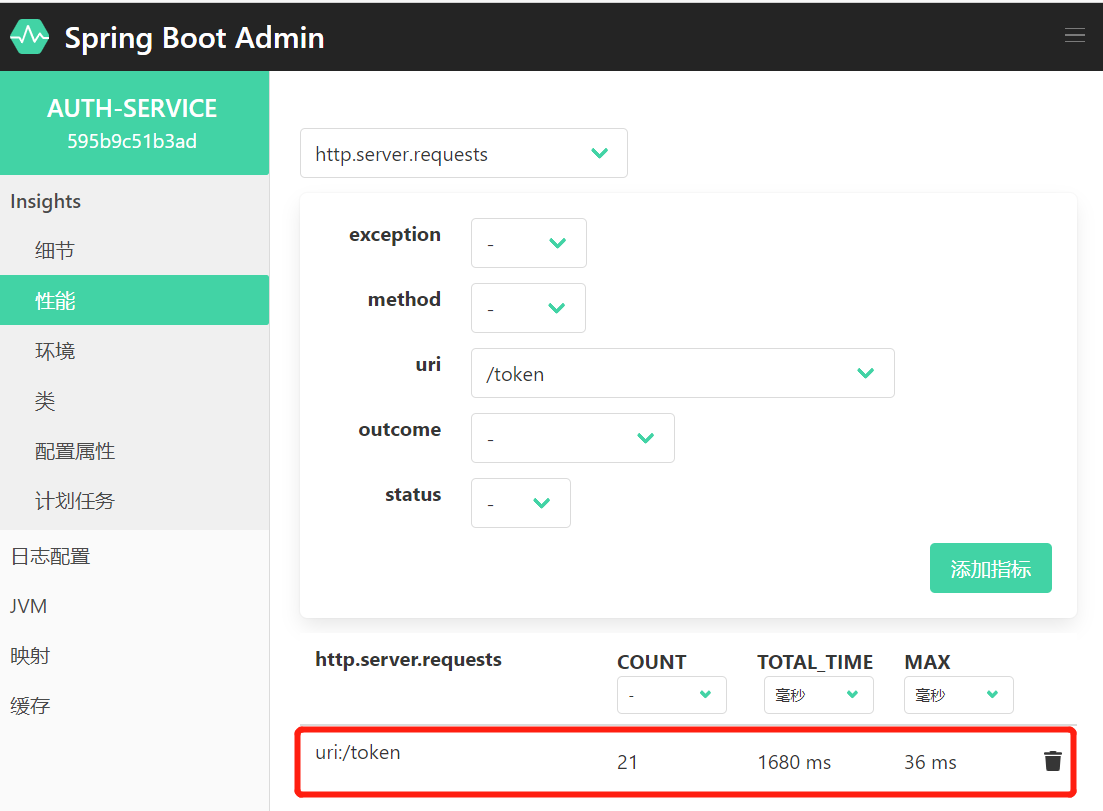 Spring Boot Admin
AUTH-SERVICE
595b9c51b3ad
Insights
细节
性能
环境
类
配置属性
计划任务
日志配置
JVM
映射
缓存
http.server.requests
exception -
method -
uri /token
outcome -
status -
添加指标
http.server.requests COUNT TOTAL_TIME MAX
- 毫秒 毫秒
uri:/token 21 1680 ms 36 ms